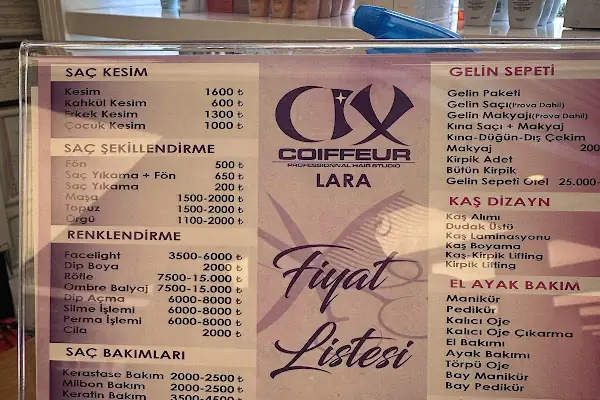 SAÇ KESİM
Kesim 1600 ₺
Kahkül Kesim 600 ₺
Erkek Kesim 1300 ₺
Çocuk Kesim 1000 ₺
SAÇ ŞEKİLLENDİRME
Fön 500 ₺
Saç Yıkama + Fön 650 ₺
Saç Yıkama 200 ₺
Maşa 1500-2000 ₺
Topuz 1500-2000 ₺
Örgü 1100-2000 ₺
RENKLENDİRME
Facelight 3500-6000 ₺
Dip Boya 2000 ₺
Röfle 7500-15.000 ₺
Ombre Balyaj 7500-15.000 ₺
Dip Açma 6000-8000 ₺
Silme İşlemi 6000-8000 ₺
Perma İşlemi 6000-8000 ₺
Cila 2000 ₺
SAÇ BAKIMLARI
Kerastase Bakım 2000-2500 ₺
Milbon Bakım 2000-2500 ₺
Keratin Bakım 3500-4500 ₺
COIFFEUR
PROFESSIONNAL HAIR STUDIO
LARA
Fiyat
Listesi
GELİN SEPETİ
Gelin Paketi
Gelin Saçı(Prova Dahil)
Gelin Makyajı(Prova Dahil)
Kına Saçı + Makyaj
Kına-Düğün-Dış Çekim
Makyaj 200
Kirpik Adet
Bütün Kirpik
Gelin Sepeti Otel 25.000-
KAŞ DİZAYN
Kaş Alımı
Dudak Üstü
Kaş Laminasyonu
Kaş Boyama
Kaş-Kirpik Lifting
Kirpik Lifting
EL AYAK BAKIM
Manikür
Pedikür
Kalıcı Oje
Kalıcı Oje Çıkarma
El Bakımı
Ayak Bakımı
Törpü Oje
Bay Manikür
Bay Pedikür